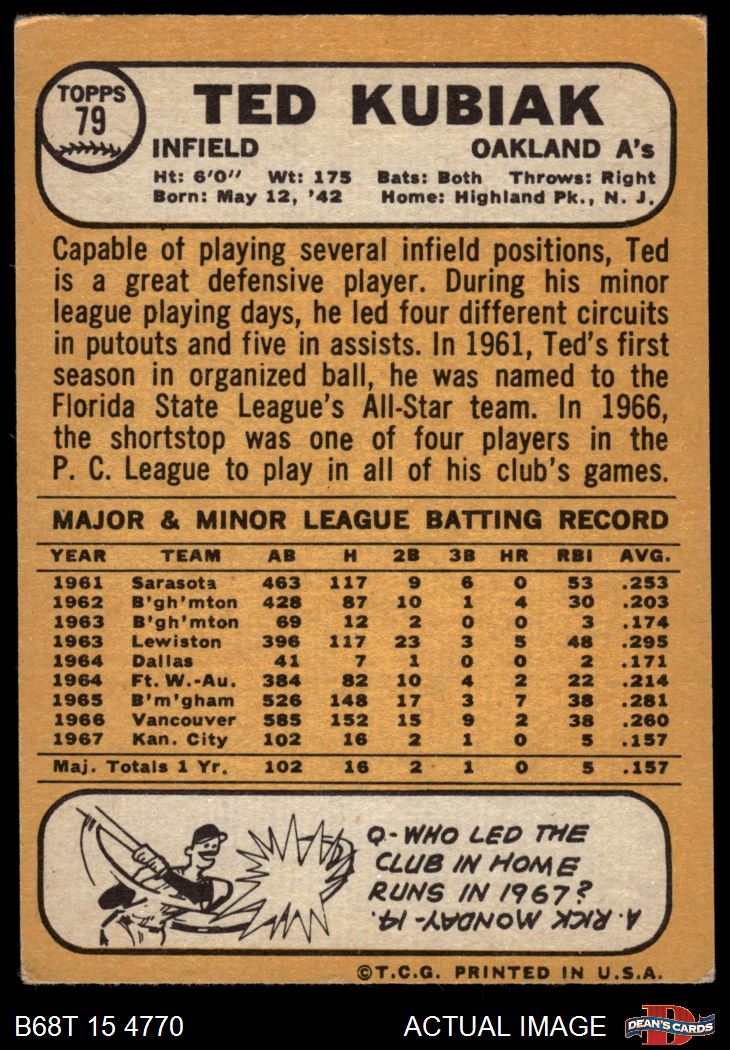 TOPPS
79
TED KUBIAK
INFIELD OAKLAND A's
Ht: 6'0" Wt: 175 Bats: Both Throws: Right
Born: May 12, '42 Home: Highland Pk., N. J.
Capable of playing several infield positions, Ted
is a great defensive player. During his minor
league playing days, he led four different circuits
in putouts and five in assists. In 1961, Ted's first
season in organized ball, he was named to the
Florida State League's All-Star team. In 1966,
the shortstop was one of four players in the
P. C. League to play in all of his club's games.
MAJOR & MINOR LEAGUE BATTING RECORD
YEAR TEAM AB H 2B 3B HR RBI AVG.
1961 Sarasota 463 117 9 6 0 53 .253
1962 B'gh'mton 428 87 10 1 4 30 .203
1963 B'gh'mton 69 12 2 0 0 3 .174
1963 Lewiston 396 117 23 3 5 48 .295
1964 Dallas 41 7 1 0 0 2 .171
1964 Ft. W.-Au. 384 82 10 4 2 22 .214
1965 B'm'gham 526 148 17 3 7 38 .281
1966 Vancouver 585 152 15 9 2 38 .260
1967 Kan. City 102 16 2 1 0 5 .157
Maj. Totals 1 Yr. 102 16 2 1 0 5 .157
Q-WHO LED THE
CLUB IN HOME
RUNS IN 1967?
A. RICK MONDAY-14.
©T.C.G. PRINTED IN U.S.A.
B68T 15 4770 ACTUAL IMAGE
D
DEAN'S CARDS